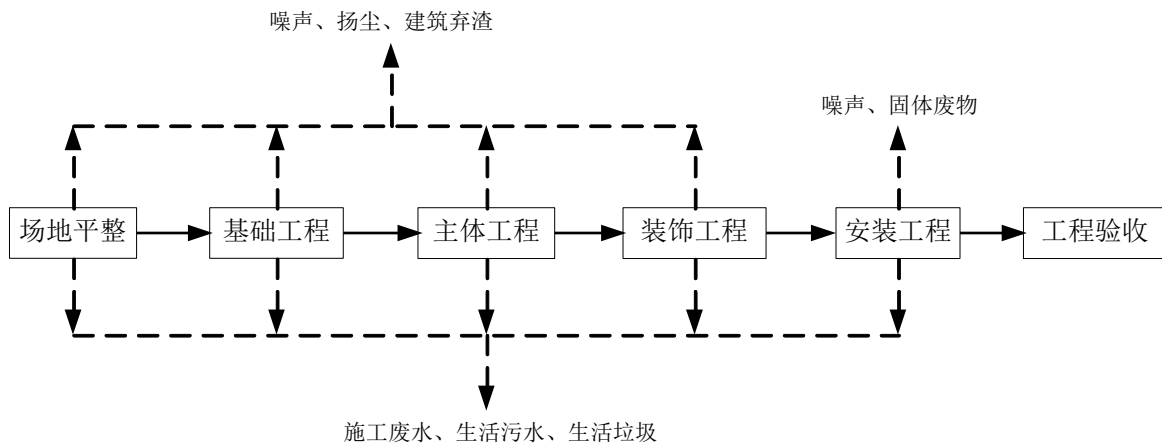 噪声、扬尘、建筑弃渣
噪声、固体废物
场地平整
基础工程
主体工程
装饰工程
安装工程
工程验收
施工废水、生活污水、生活垃圾